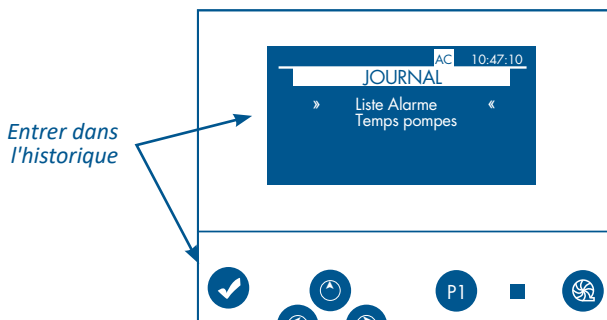 AC 10:47:10
JOURNAL
» Liste Alarme «
Temps pompes
Entrer dans
l'historique
P1